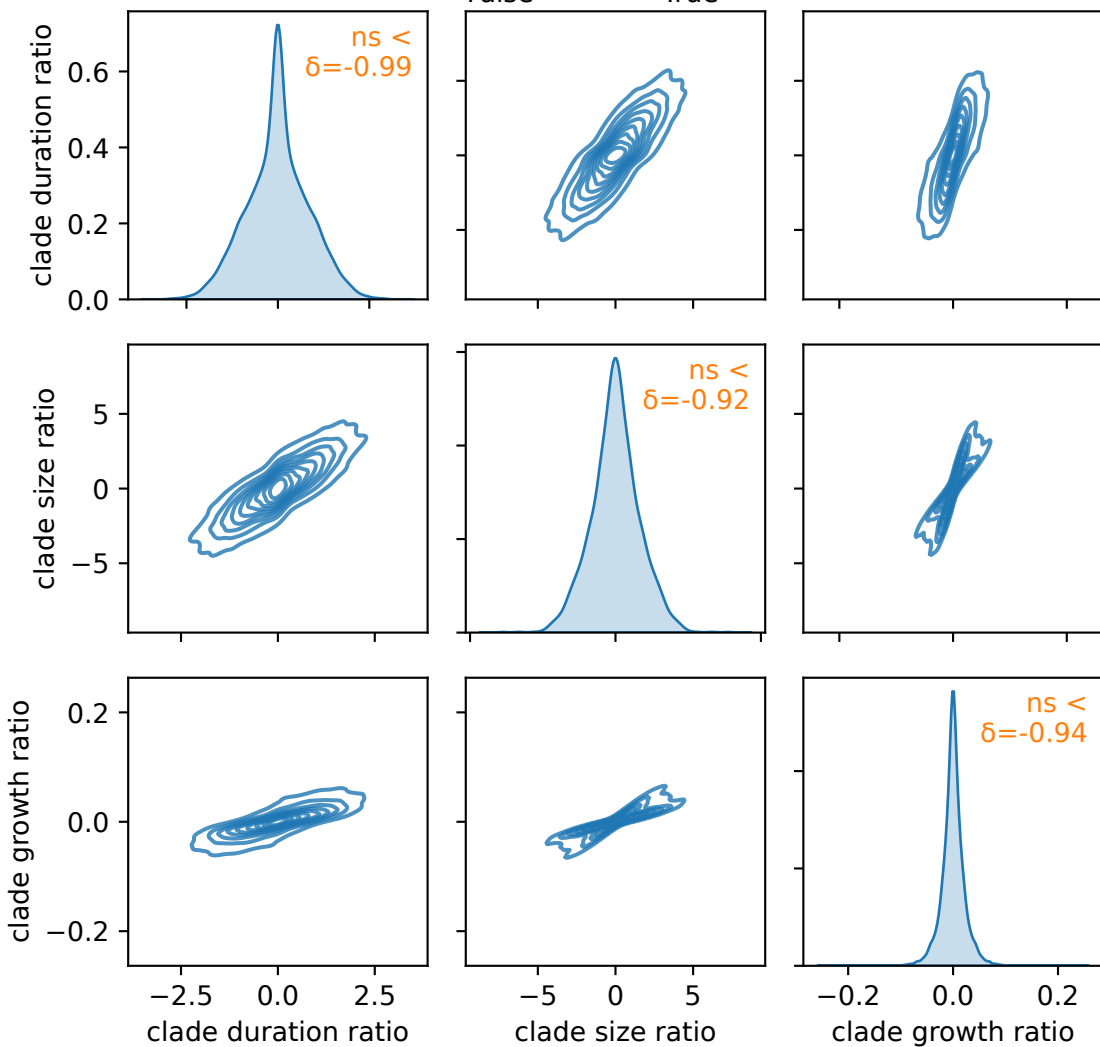 clade duration ratio
0.6
0.4
0.2
0.0
ns <
δ=-0.99
clade size ratio
5
0
−5
ns <
δ=-0.92
clade growth ratio
0.2
0.0
−0.2
ns <
δ=-0.94
−2.5 0.0 2.5
−5 0 5
−0.2 0.0 0.2
clade duration ratio
clade size ratio
clade growth ratio